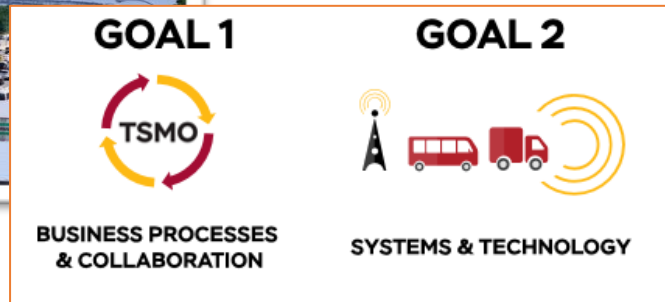 GOAL 1
TSMO
BUSINESS PROCESSES
& COLLABORATION
GOAL 2
SYSTEMS & TECHNOLOGY